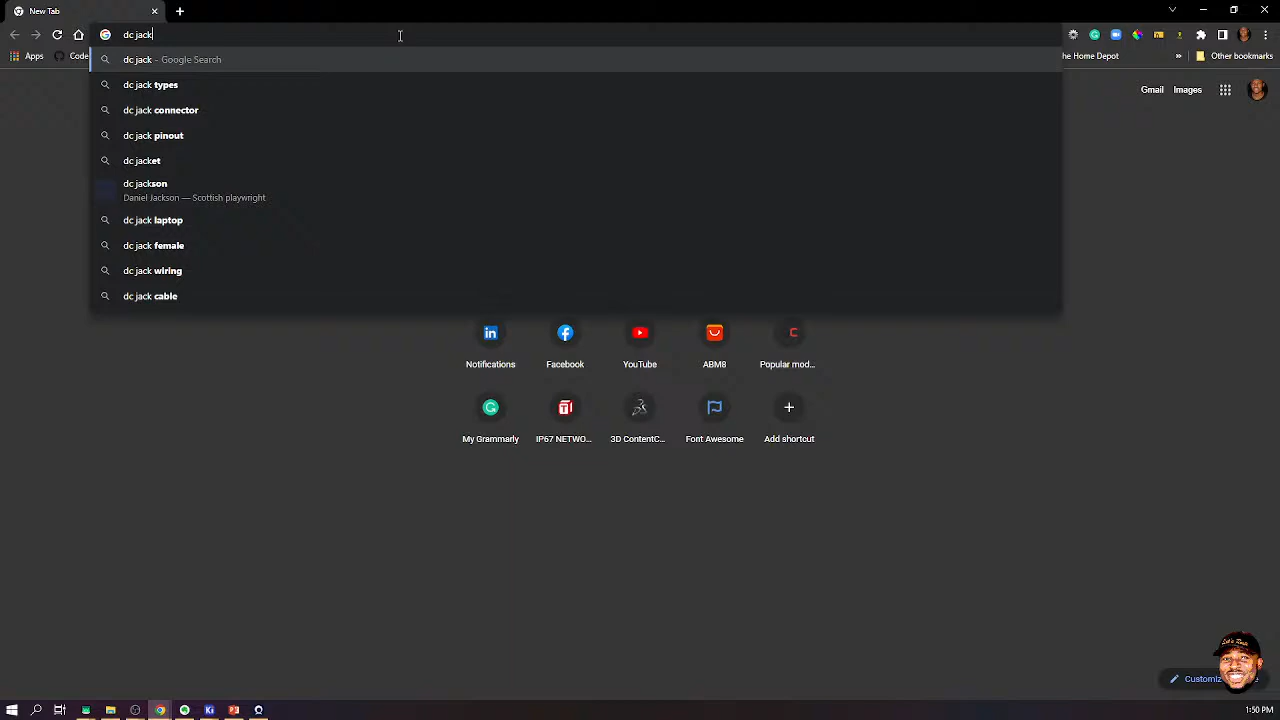 New Tab
dc jack
Apps
Code
he Home Depot
»
Other bookmarks
dc jack - Google Search
dc jack types
dc jack connector
dc jack pinout
dc jacket
dc jackson
Daniel Jackson — Scottish playwright
dc jack laptop
dc jack female
dc jack wiring
dc jack cable
Gmail
Images
Notifications
Facebook
YouTube
ABM8
Popular mod...
My Grammarly
IP67 NETWO...
3D ContentC...
Font Awesome
Add shortcut
Customiz
1:50 PM